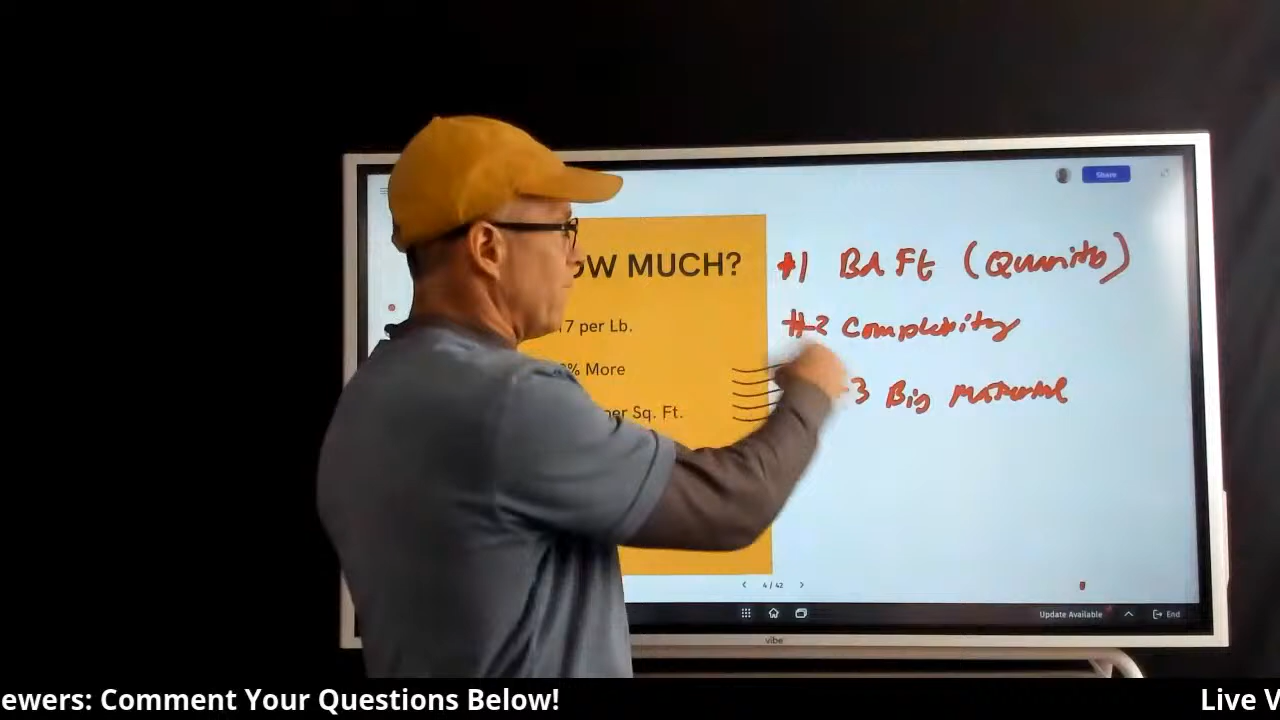 Share
OW MUCH?
17 per Lb.
% More
per Sq. Ft.
#1 Bd Ft (Quantity)
#2 Complexity
3 Big Material
4 / 42
Update Available
End
vibe
ewers: Comment Your Questions Below!
Live V